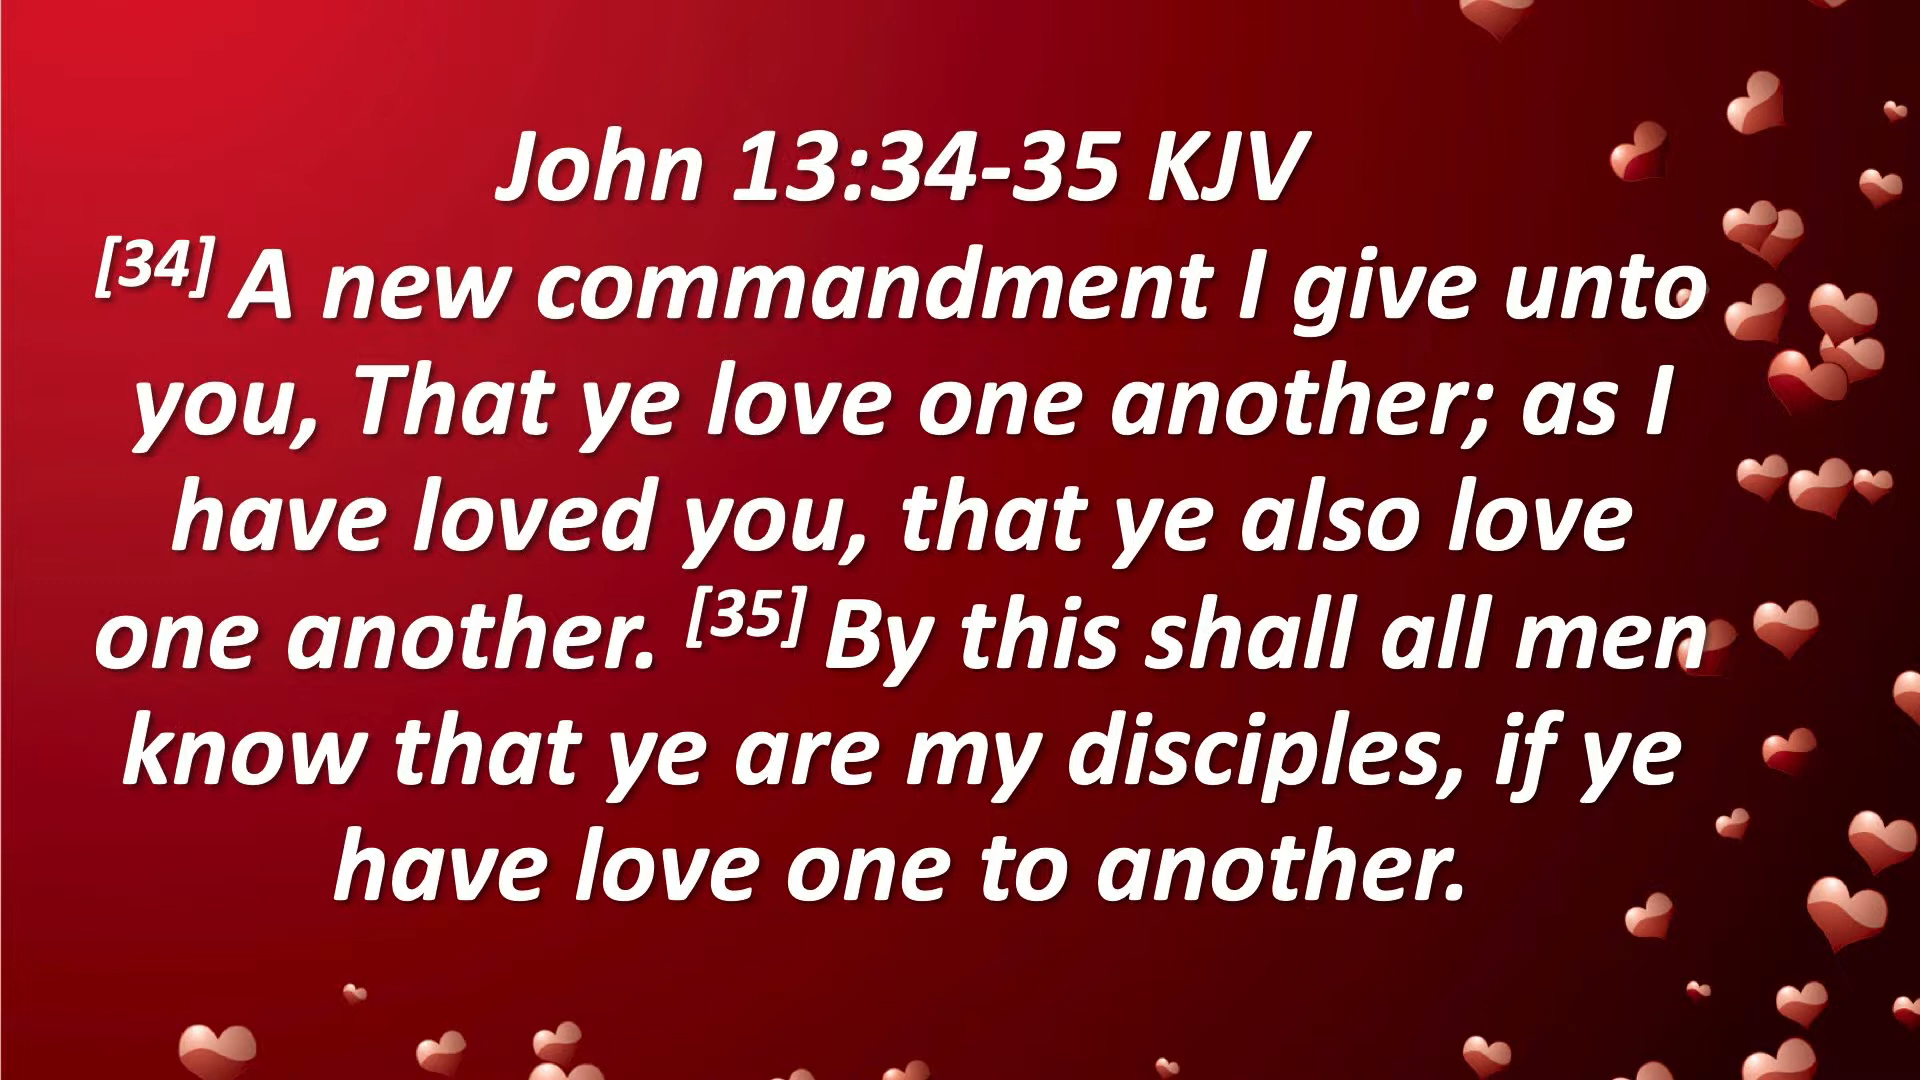 John 13:34-35 KJV
[34] A new commandment I give unto
you, That ye love one another; as I
have loved you, that ye also love
one another. [35] By this shall all men
know that ye are my disciples, if ye
have love one to another.